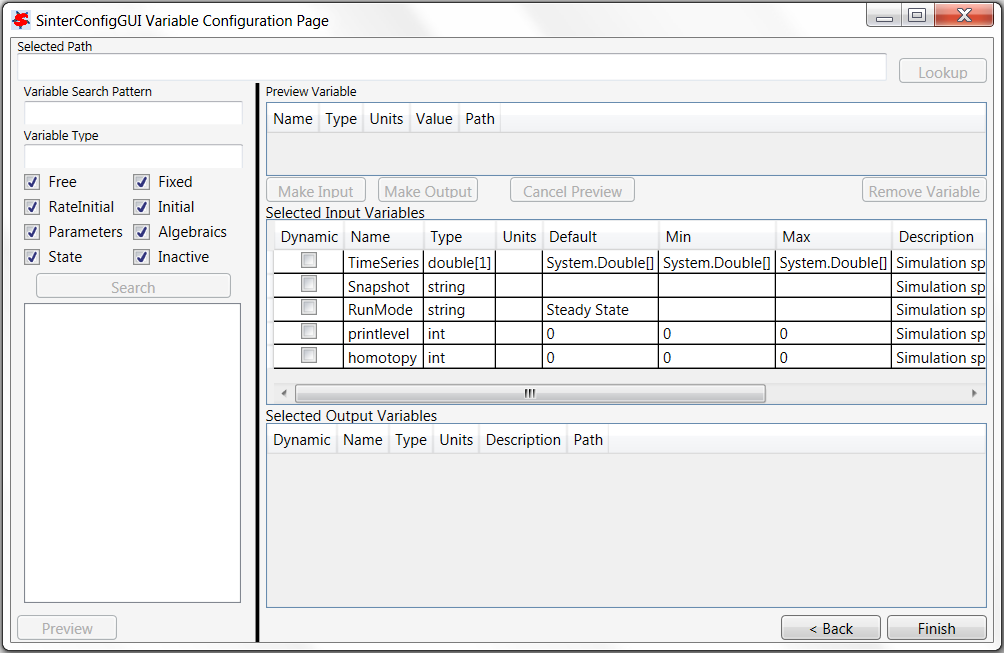 SinterConfigGUI Variable Configuration Page
Selected Path
Lookup
Variable Search Pattern
Variable Type
Free Fixed
RateInitial Initial
Parameters Algebraics
State Inactive
Search
Preview
Preview Variable
Name Type Units Value Path
Make Input Make Output Cancel Preview Remove Variable
Selected Input Variables
Dynamic Name Type Units Default Min Max Description
TimeSeries double[1] System.Double[] System.Double[] System.Double[] Simulation sp
Snapshot string Simulation sp
RunMode string Steady State Simulation sp
printlevel int 0 0 0 Simulation sp
homotopy int 0 0 0 Simulation sp
Selected Output Variables
Dynamic Name Type Units Description Path
< Back Finish